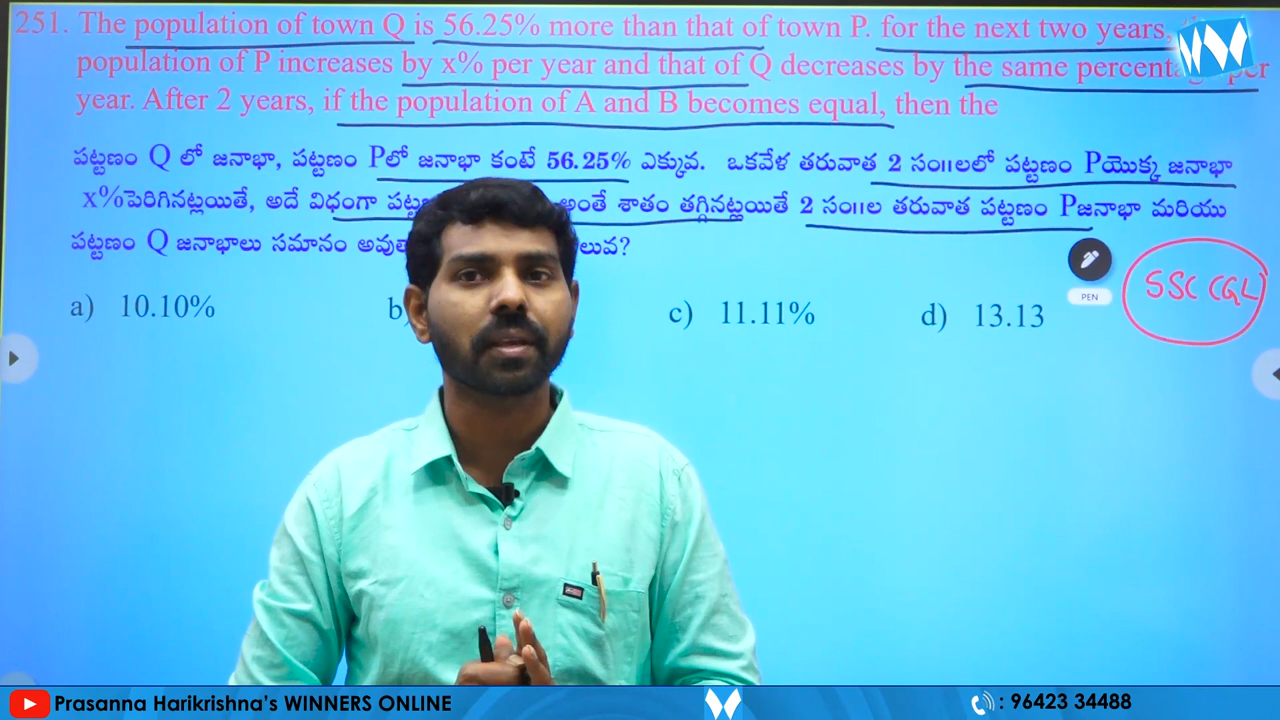 251. The population of town Q is 56.25% more than that of town P. for the next two years,
population of P increases by x% per year and that of Q decreases by the same per
year. After 2 years, if the population of A and B becomes equal, then the
పట్టణం Q లో జనాభా, పట్టణం Pలో జనాభా కంటే 56.25% ఎక్కువ. ఒకవేళ తరువాత 2 సం॥లలో పట్టణం Pయొక్క జనాభా
x%పెరిగినట్లయితే, అదే విధంగా అంతే శాతం తగ్గినట్లయితే 2 సం॥ల తరువాత పట్టణం Pజనాభా మరియు
పట్టణం Q జనాభాలు సమానం
a) 10.10% b) c) 11.11% d) 13.13
PEN
SSC CGL
Prasanna Harikrishna's WINNERS ONLINE : 96423 34488